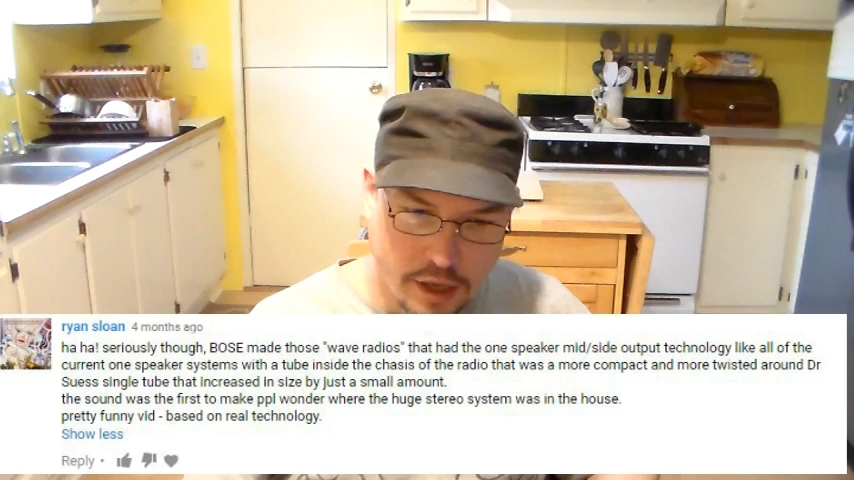 ryan sloan 4 months ago
ha ha! seriously though, BOSE made those "wave radios" that had the one speaker mid/side output technology like all of the
current one speaker systems with a tube inside the chasis of the radio that was a more compact and more twisted around Dr
Suess single tube that increased in size by just a small amount.
the sound was the first to make ppl wonder where the huge stereo system was in the house.
pretty funny vid - based on real technology.
Show less
Reply